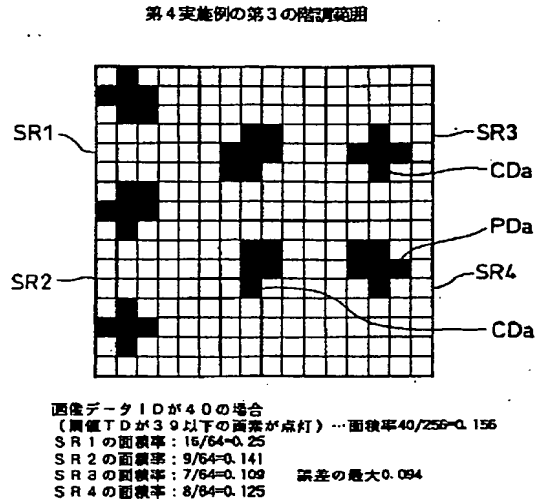 第4実施例の第3の階調範囲
SR1
SR3
CDa
PDa
SR2
SR4
CDa
画像データIDが40の場合
(閾値TDが39以下の画素が点灯)…面積率40/256=0.156
SR1の面積率:16/64=0.25
SR2の面積率:9/64=0.141
SR3の面積率:7/64=0.109 誤差の最大0.094
SR4の面積率:8/64=0.125